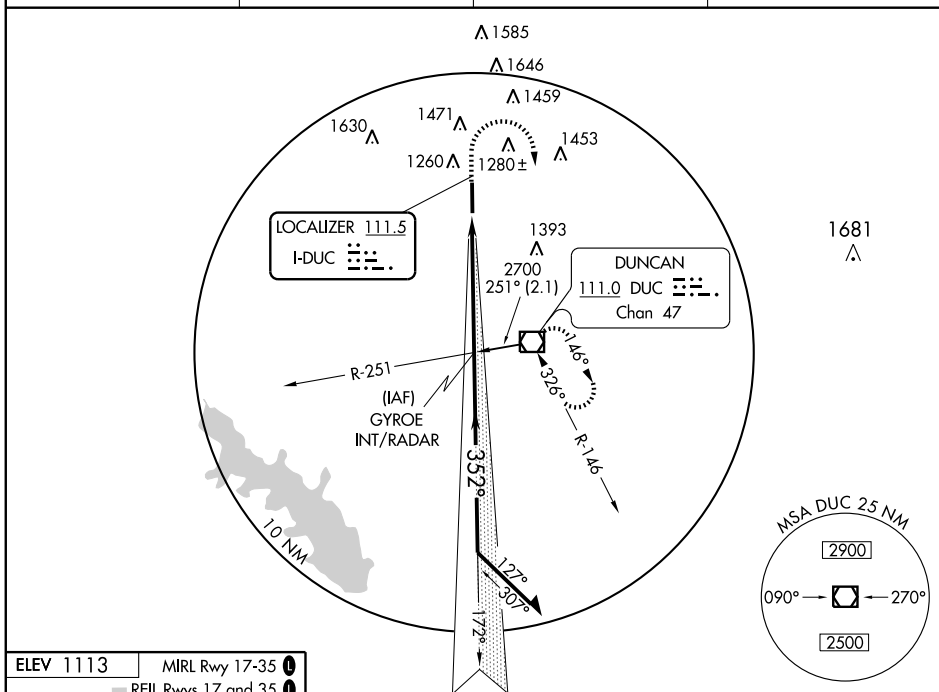 1585
1646
1459
1471
1630
1453
1260
1280±
LOCALIZER 111.5
I-DUC
1393
1681
2700
251° (2.1)
DUNCAN
111.0 DUC
Chan 47
R-251
146°
326°
(IAF)
GYROE
INT/RADAR
R-146
352°
10 NM
127°
307°
172°
MSA DUC 25 NM
2900
090° 270°
2500
ELEV 1113
MIRL Rwy 17-35 L
REIL Rwys 17 and 35 L